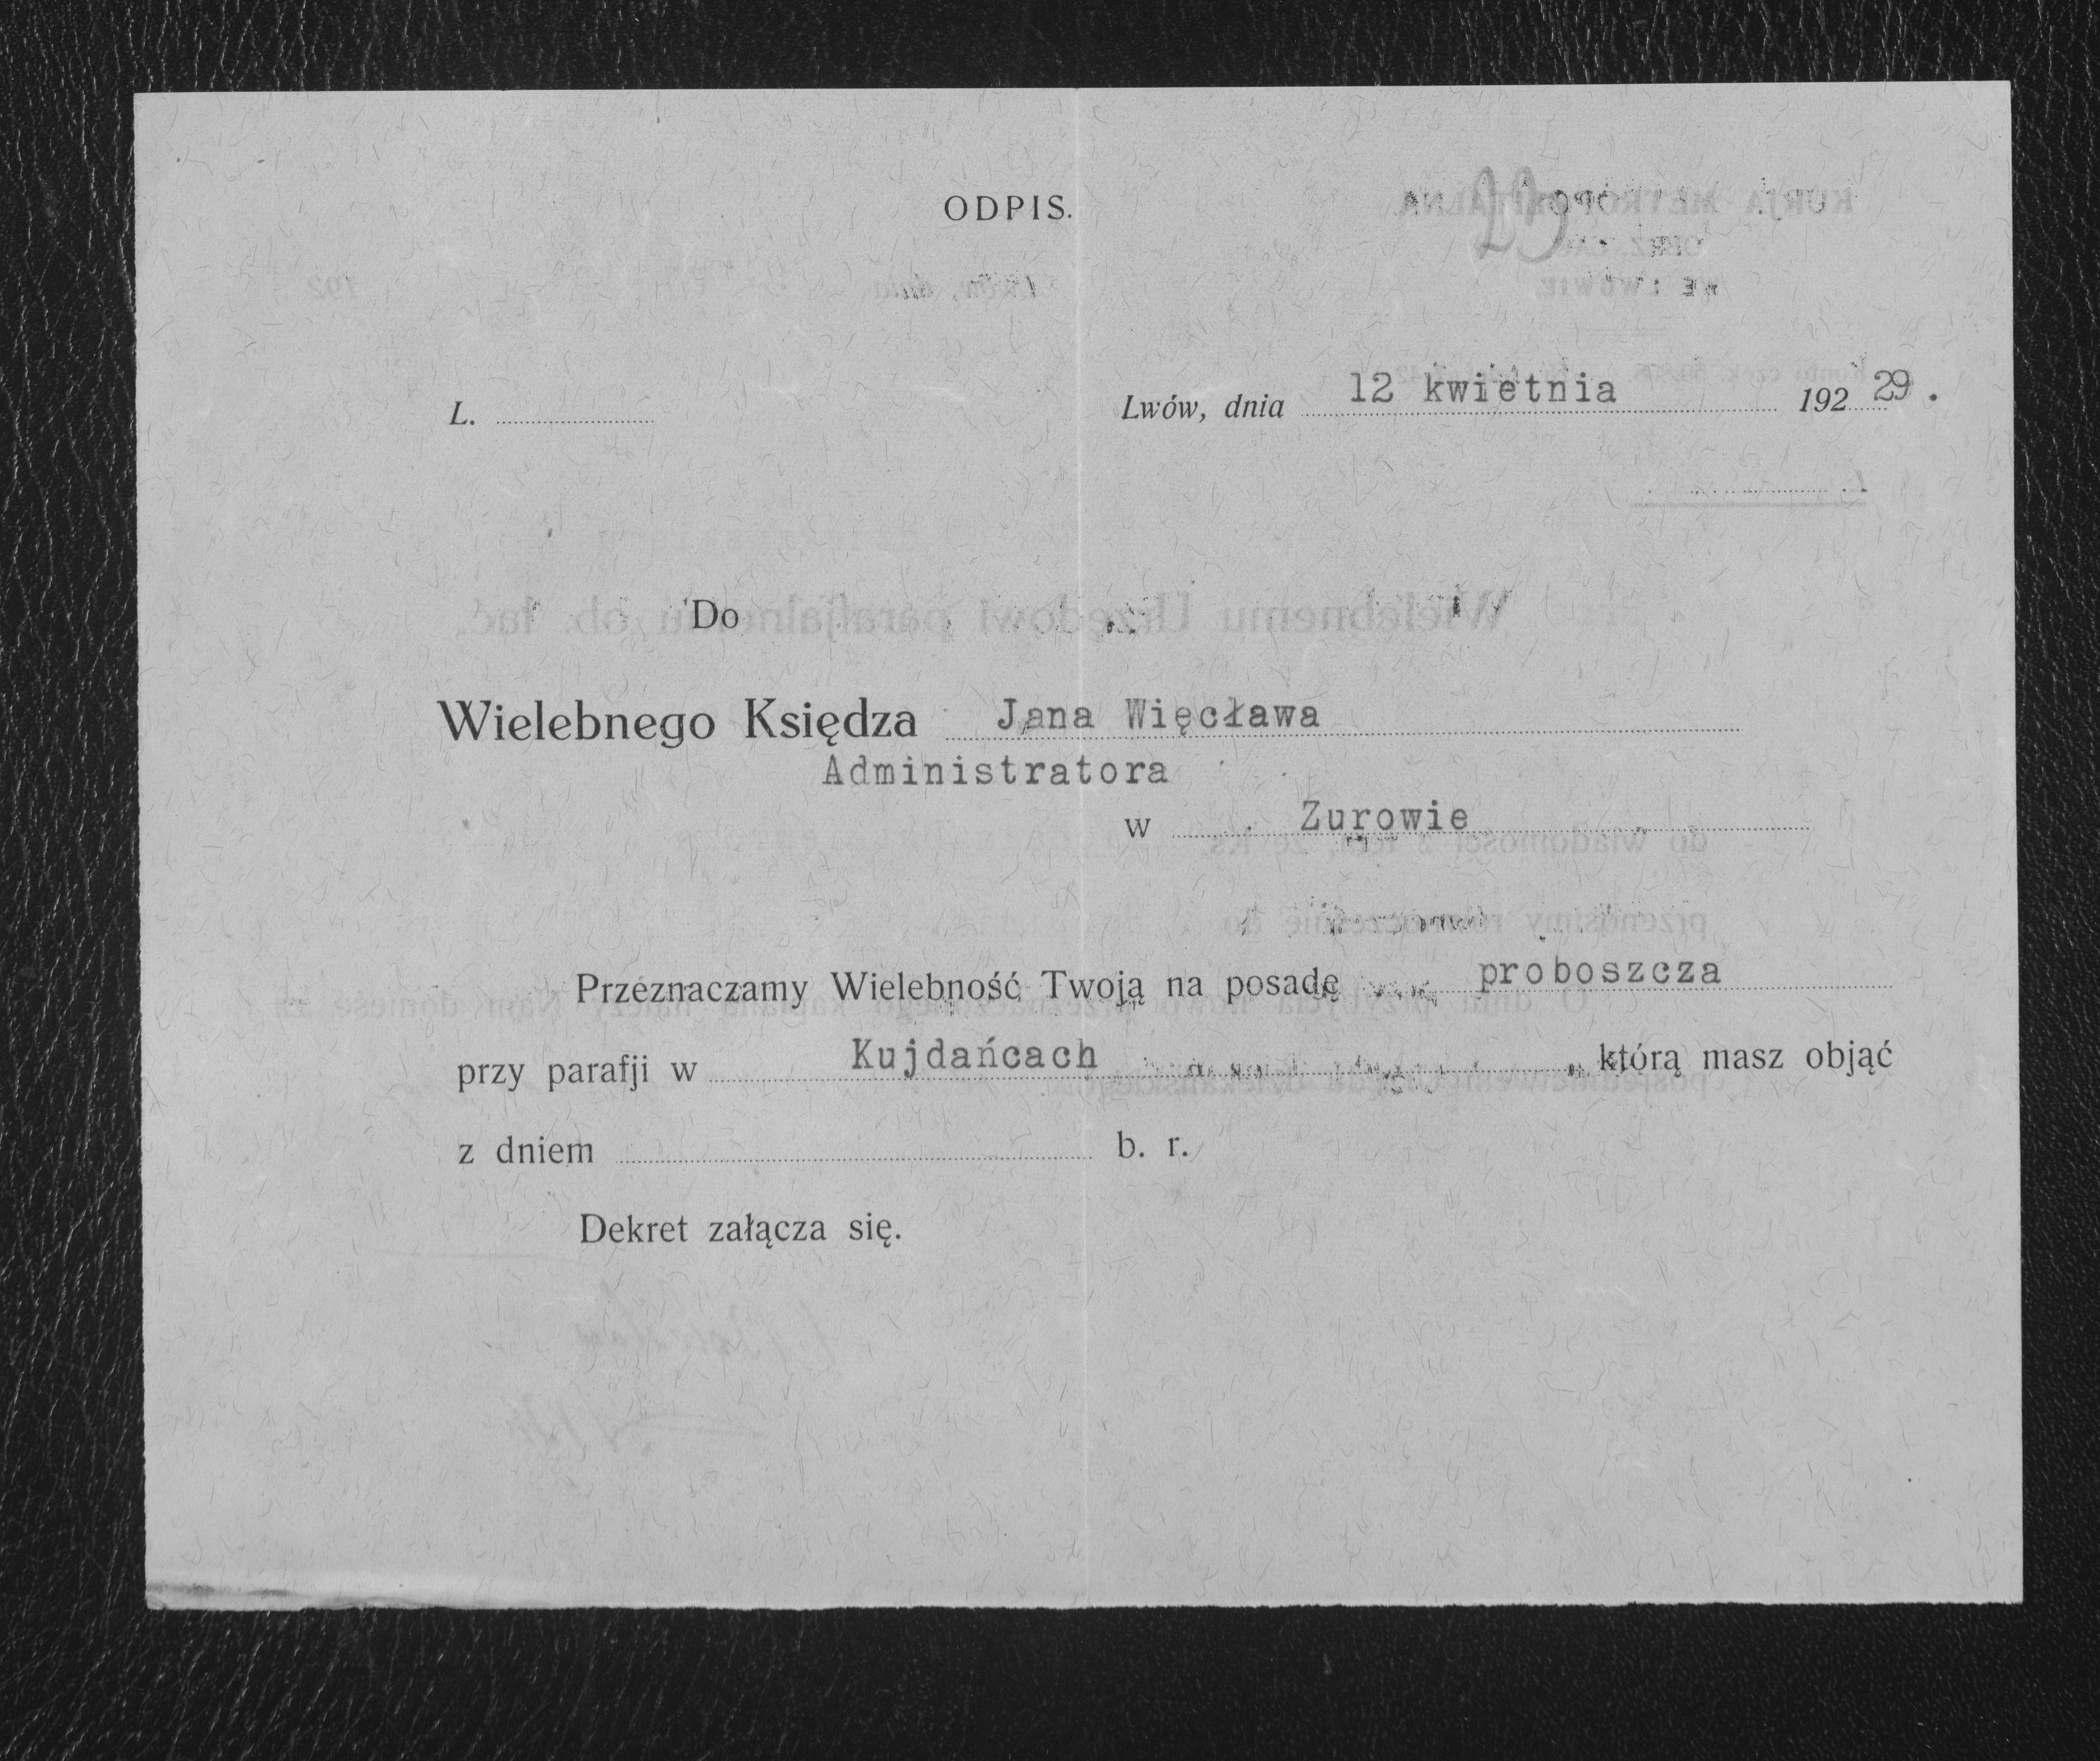 ODPIS.
23
L.
Lwów, dnia 12 kwietnia 192 29.
Do
Wielebnego Księdza Jana Więcława
Administratora
w Zurowie
Przeznaczamy Wielebność Twoją na posadę proboszcza
przy parafji w Kujdańcach którą masz objąć
z dniem b. r.
Dekret załącza się.